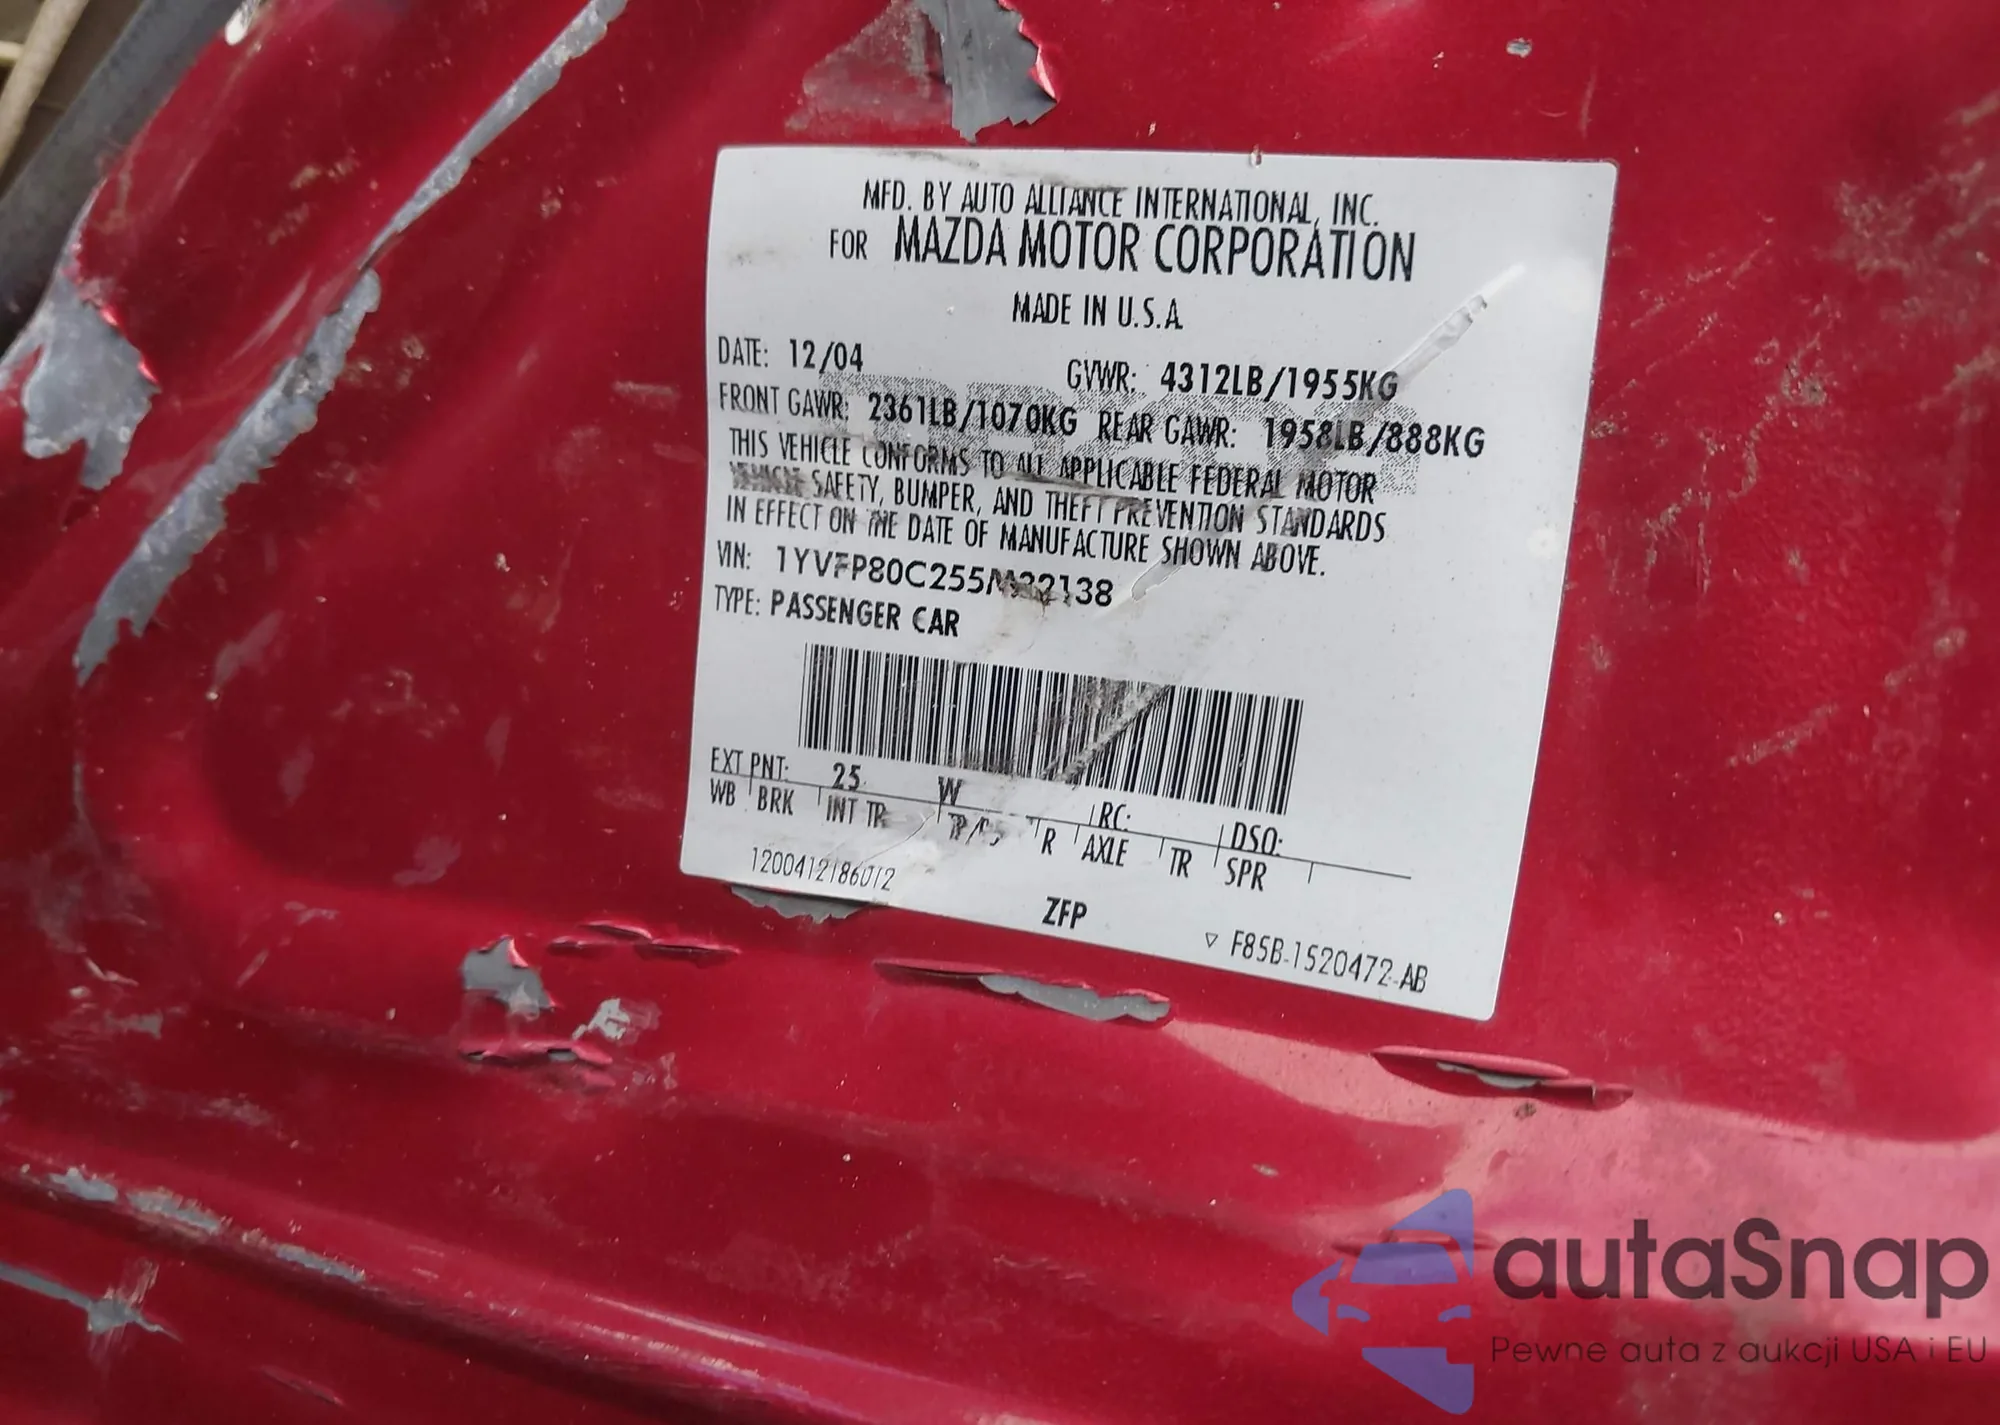 MFD. BY AUTO ALLIANCE INTERNATIONAL, INC.
FOR MAZDA MOTOR CORPORATION
MADE IN U.S.A
DATE: 12/04 GVWR: 4312LB/1955KG
FRONT GAWR: 2361LB/1070KG REAR GAWR: 1958LB/888KG
THIS VEHICLE CONFORMS TO ALL APPLICABLE FEDERAL MOTOR
VEHICLE SAFETY, BUMPER, AND THEFT PREVENTION STANDARDS
IN EFFECT ON THE DATE OF MANUFACTURE SHOWN ABOVE.
VIN: 1YVFP80C255M32138
TYPE: PASSENGER CAR
EXT PNT: 25 W RC: DSO:
WB BRK INT TR R AXLE TR SPR
1200412186012
ZFP
▽ F85B-1520472-AB
autaSnap
Pewne auta z aukcji USA i EU